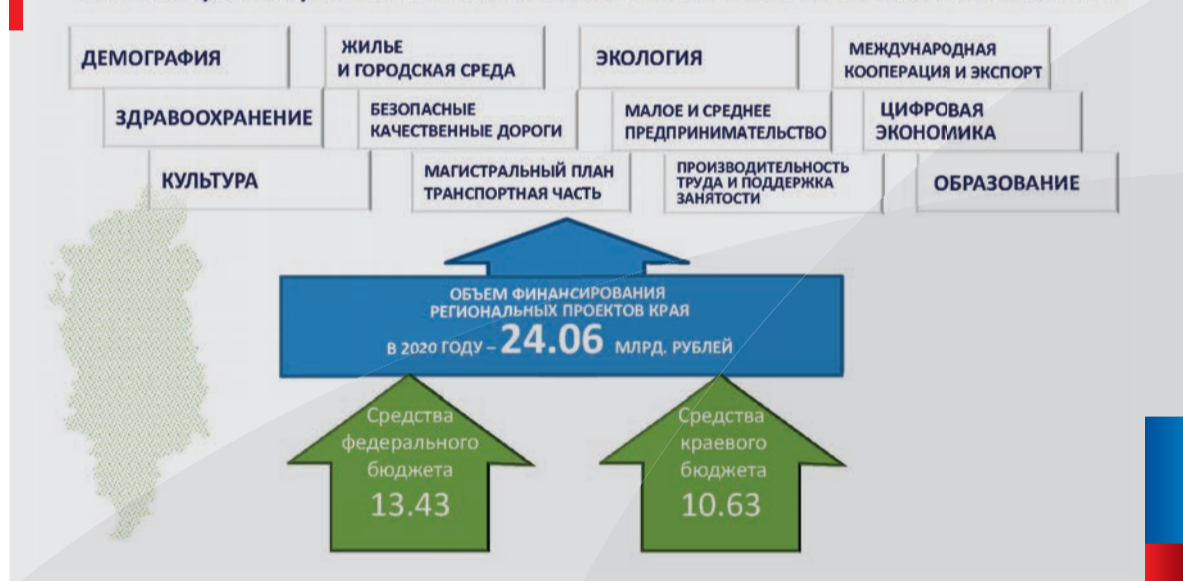 ДЕМОГРАФИЯ
ЖИЛЬЕ
И ГОРОДСКАЯ СРЕДА
ЭКОЛОГИЯ
МЕЖДУНАРОДНАЯ
КООПЕРАЦИЯ И ЭКСПОРТ
ЗДРАВООХРАНЕНИЕ
БЕЗОПАСНЫЕ
КАЧЕСТВЕННЫЕ ДОРОГИ
МАЛОЕ И СРЕДНЕЕ
ПРЕДПРИНИМАТЕЛЬСТВО
ЦИФРОВАЯ
ЭКОНОМИКА
КУЛЬТУРА
МАГИСТРАЛЬНЫЙ ПЛАН
ТРАНСПОРТНАЯ ЧАСТЬ
ПРОИЗВОДИТЕЛЬНОСТЬ
ТРУДА И ПОДДЕРЖКА
ЗАНЯТОСТИ
ОБРАЗОВАНИЕ
ОБЪЕМ ФИНАНСИРОВАНИЯ
РЕГИОНАЛЬНЫХ ПРОЕКТОВ КРАЯ
В 2020 ГОДУ – 24.06 МЛРД. РУБЛЕЙ
Средства
федерального
бюджета
13.43
Средства
краевого
бюджета
10.63